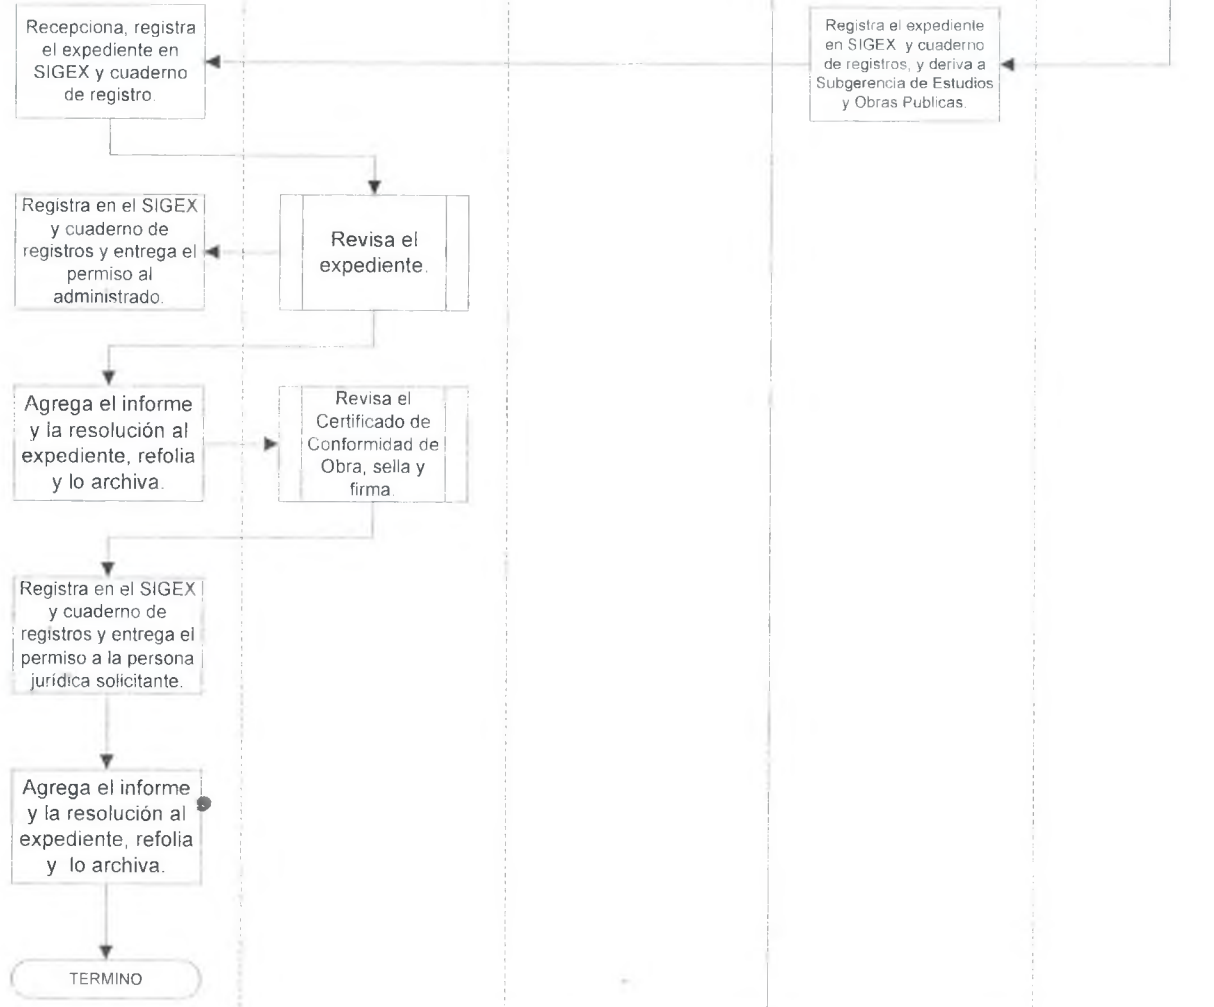 Recepciona, registra
el expediente en
SIGEX y cuaderno
de registro.
Registra el expediente
en SIGEX y cuaderno
de registros, y deriva a
Subgerencia de Estudios
y Obras Publicas.
Registra en el SIGEX
y cuaderno de
registros y entrega el
permiso al
administrado.
Revisa el
expediente.
Agrega el informe
y la resolución al
expediente, refolia
y lo archiva.
Revisa el
Certificado de
Conformidad de
Obra, sella y
firma.
Registra en el SIGEX
y cuaderno de
registros y entrega el
permiso a la persona
jurídica solicitante.
Agrega el informe
y la resolución al
expediente, refolia
y lo archiva.
TERMINO